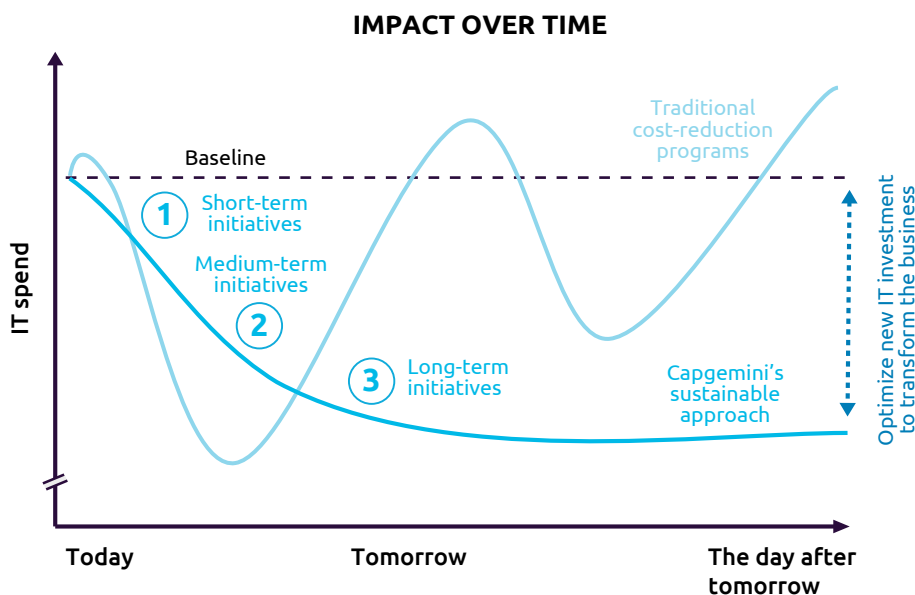 IMPACT OVER TIME
Traditional
cost-reduction
programs
Baseline
1
Short-term
initiatives
Medium-term
initiatives
2
3
Long-term
initiatives
Capgemini’s
sustainable
approach
IT spend
Optimize new IT investment
to transform the business
Today
Tomorrow
The day after
tomorrow